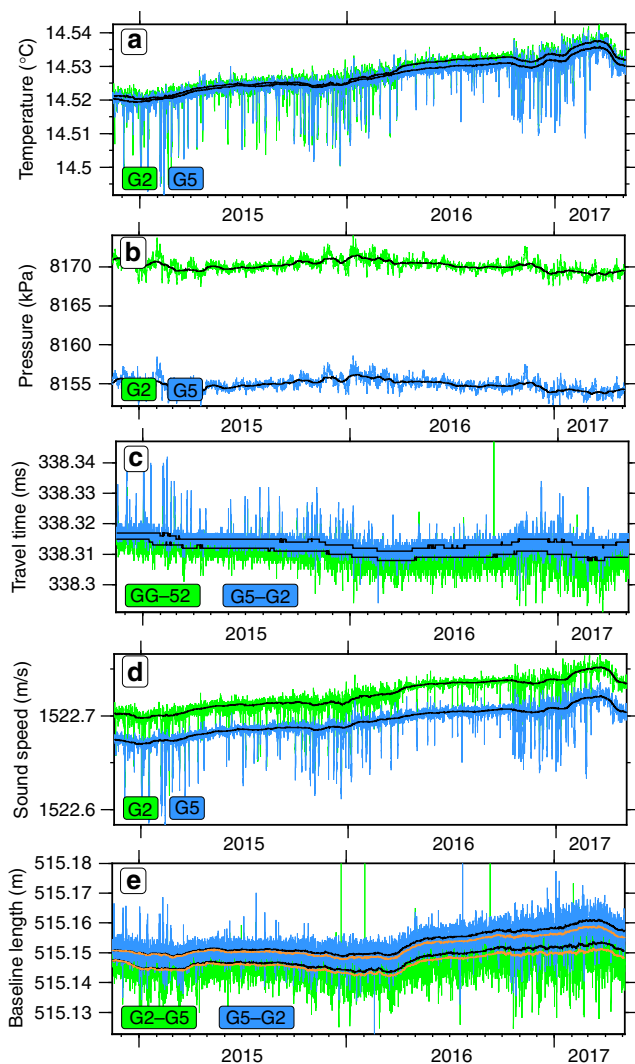 a
Temperature (°C)
14.54
14.53
14.52
14.51
14.5
G2 G5
2015 2016 2017
b
Pressure (kPa)
8170
8165
8160
8155
G2 G5
2015 2016 2017
c
Travel time (ms)
338.34
338.33
338.32
338.31
338.3
GG–52 G5–G2
2015 2016 2017
d
Sound speed (m/s)
1522.7
1522.6
G2 G5
2015 2016 2017
e
Baseline length (m)
515.18
515.17
515.16
515.15
515.14
515.13
G2–G5 G5–G2
2015 2016 2017